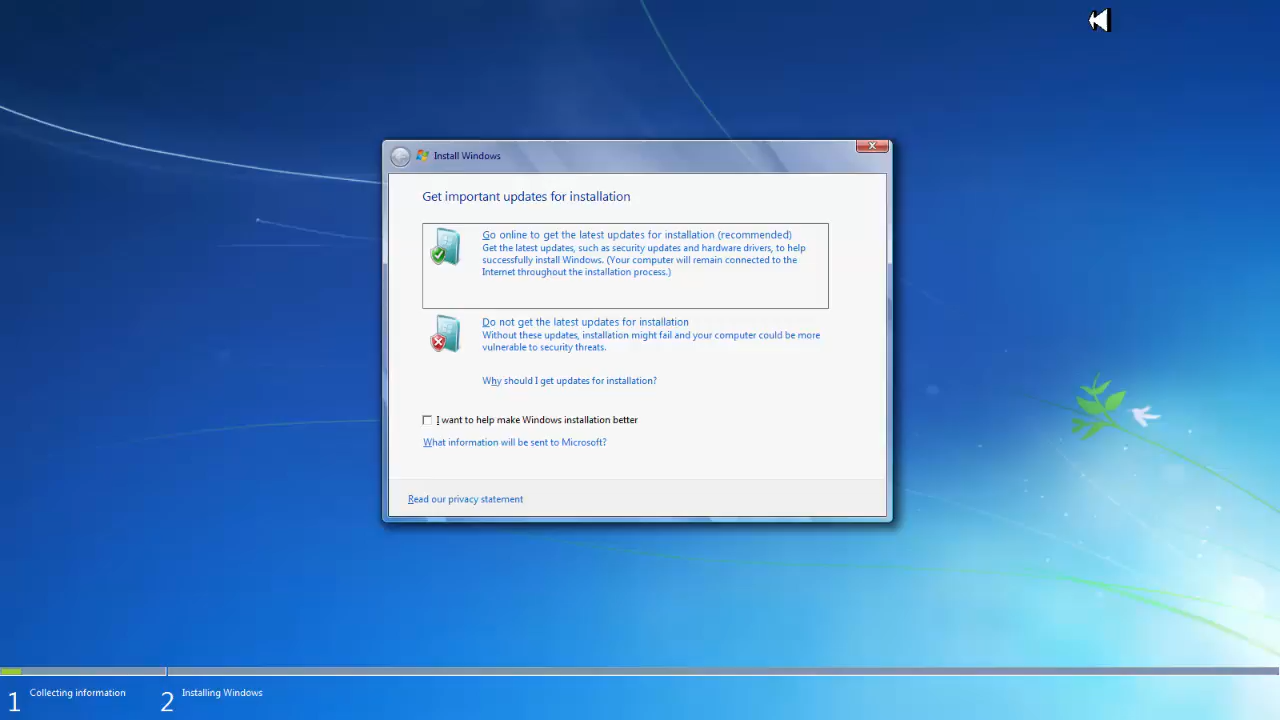 Install Windows
Get important updates for installation
Go online to get the latest updates for installation (recommended)
Get the latest updates, such as security updates and hardware drivers, to help
successfully install Windows. (Your computer will remain connected to the
Internet throughout the installation process.)
Do not get the latest updates for installation
Without these updates, installation might fail and your computer could be more
vulnerable to security threats.
Why should I get updates for installation?
I want to help make Windows installation better
What information will be sent to Microsoft?
Read our privacy statement
1 Collecting information 2 Installing Windows